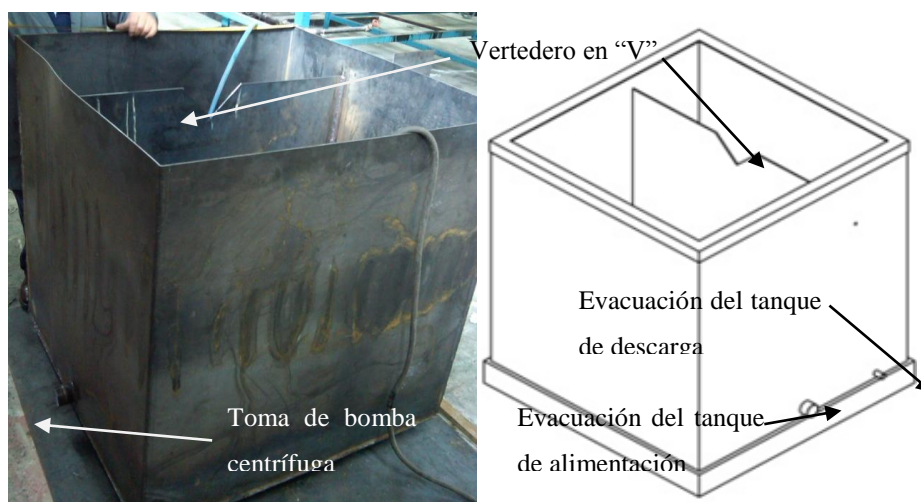 Vertedero en “V”
Evacuación del tanque
de descarga
Toma de bomba
centrífuga
Evacuación del tanque
de alimentación